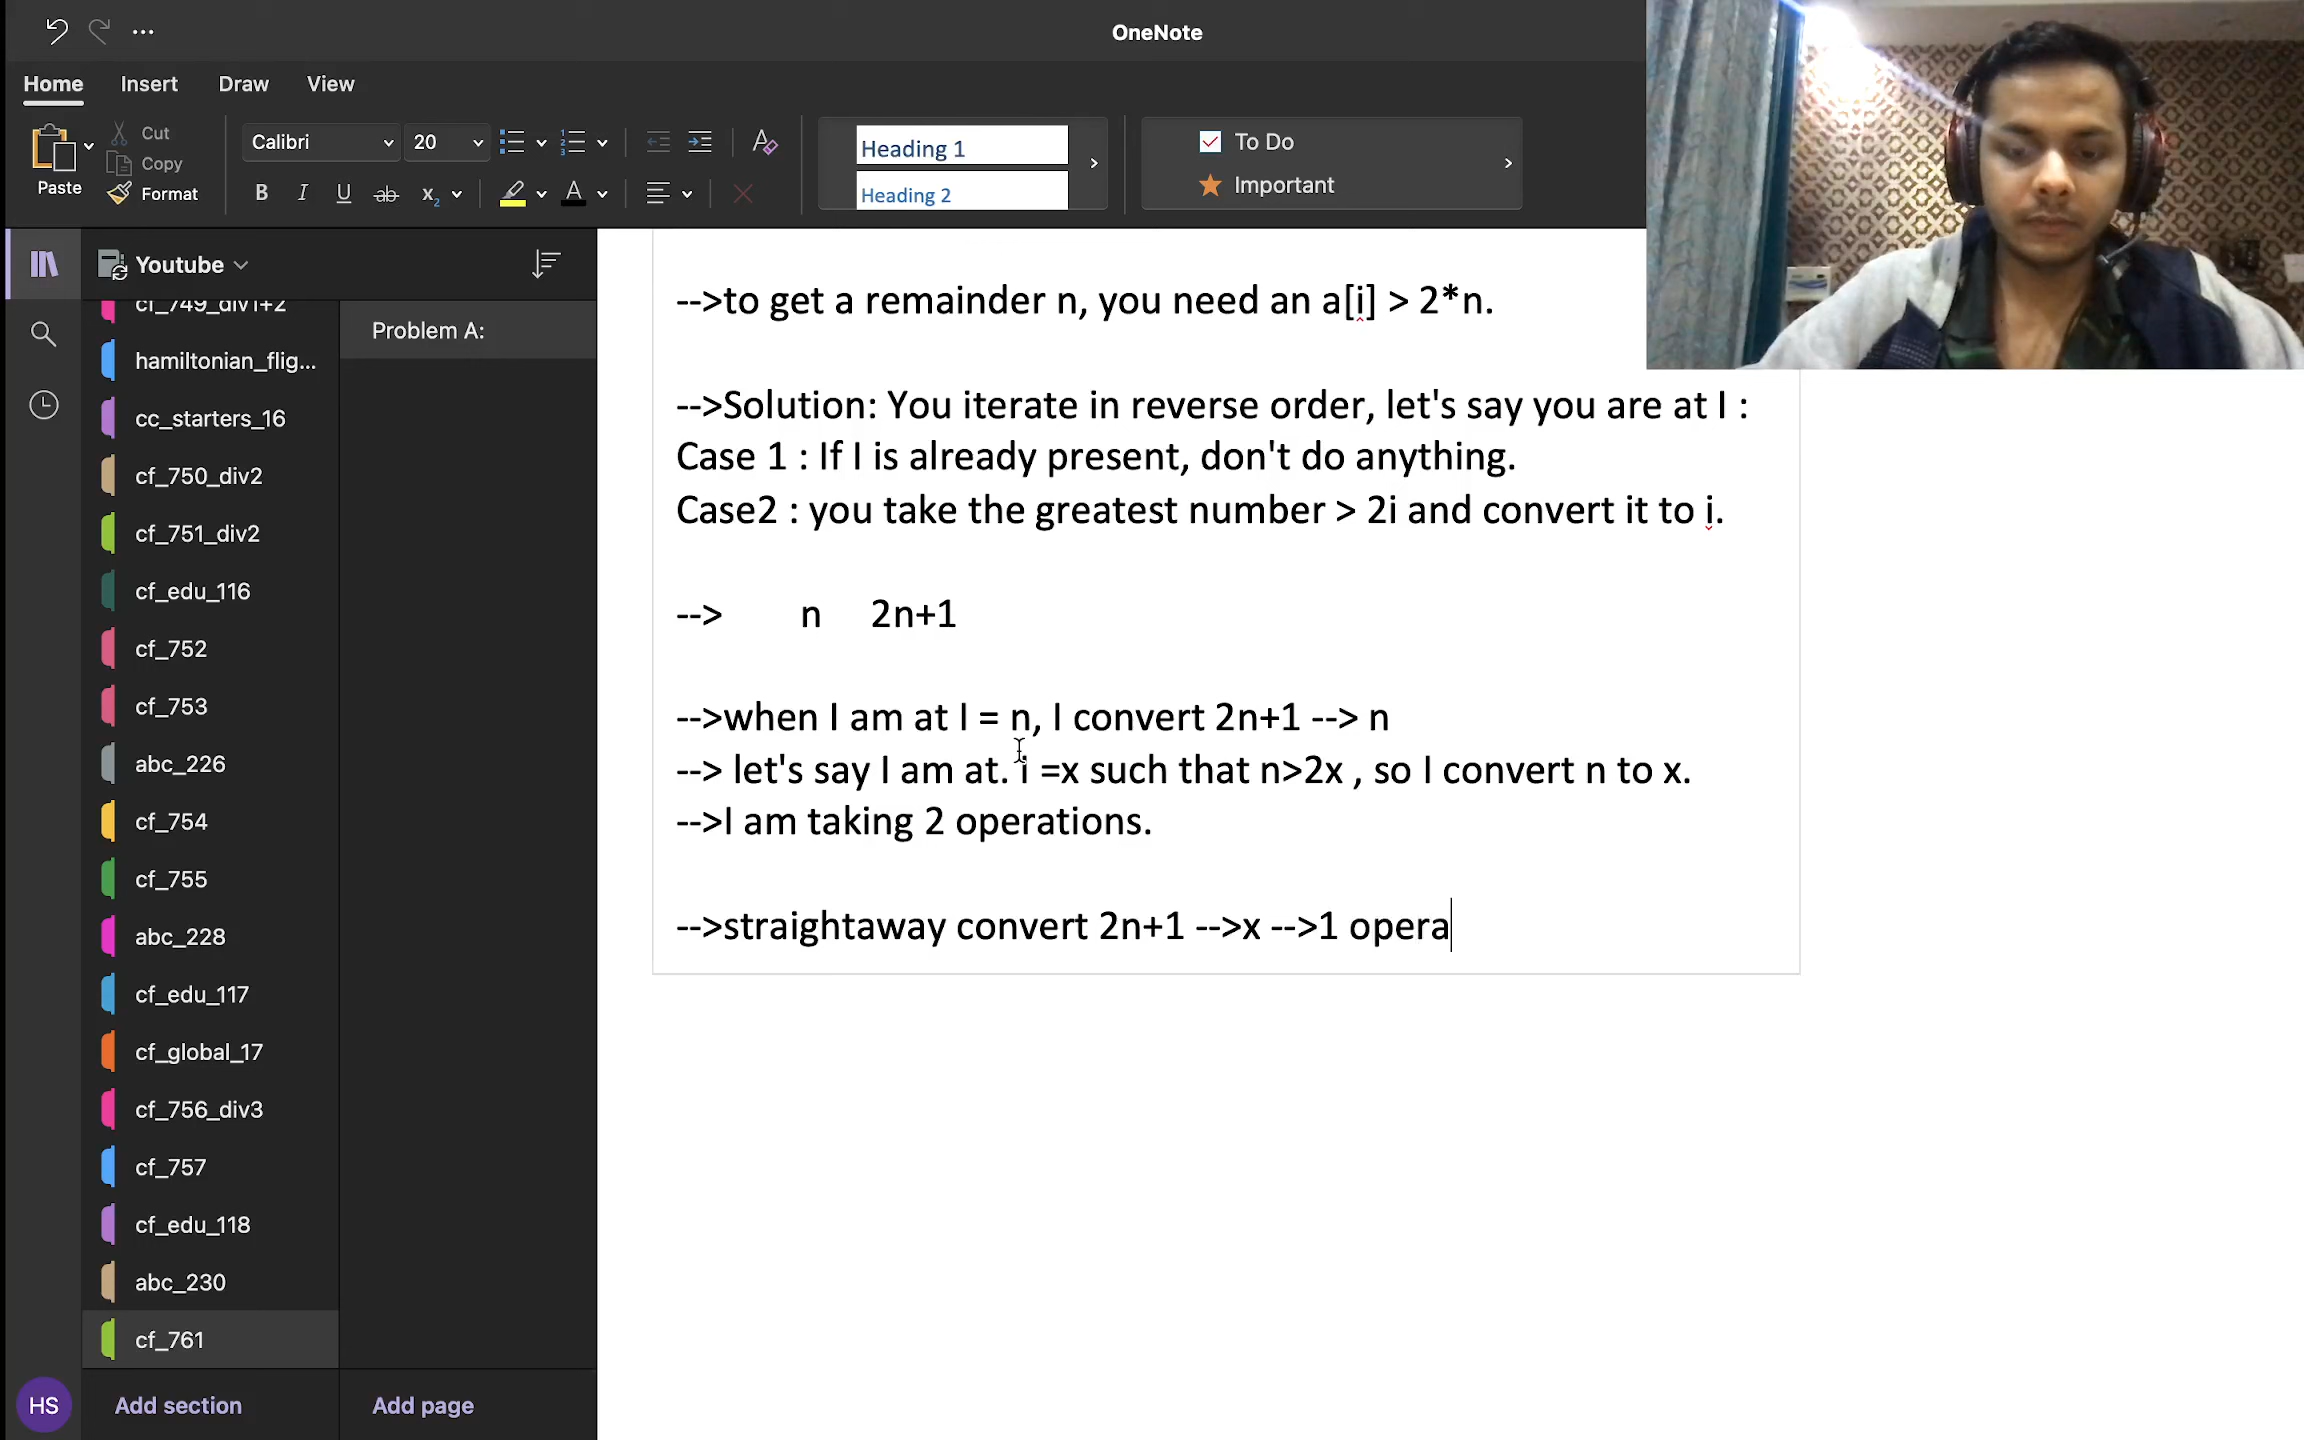 OneNote
Home Insert Draw View
Cut
Copy
Paste
Format
Calibri
20
B I U ab x2 A
Heading 1
Heading 2
To Do
Important
Youtube
cf_749_div1+2
hamiltonian_flig...
cc_starters_16
cf_750_div2
cf_751_div2
cf_edu_116
cf_752
cf_753
abc_226
cf_754
cf_755
abc_228
cf_edu_117
cf_global_17
cf_756_div3
cf_757
cf_edu_118
abc_230
cf_761
HS
Add section
Problem A:
Add page
-->to get a remainder n, you need an a[i] > 2*n.
-->Solution: You iterate in reverse order, let's say you are at I :
Case 1 : If I is already present, don't do anything.
Case2 : you take the greatest number > 2i and convert it to i.
--> n 2n+1
-->when I am at I = n, I convert 2n+1 --> n
--> let's say I am at. i =x such that n>2x , so I convert n to x.
-->I am taking 2 operations.
-->straightaway convert 2n+1 -->x -->1 opera